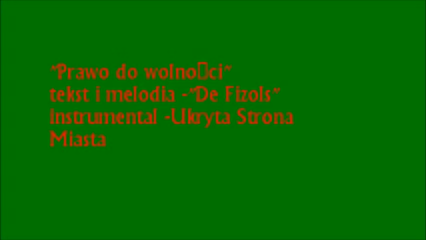 "Prawo do wolno▯ci"
tekst i melodia -"De Fizols"
Instrumental -Ukryta Strona
Miasta